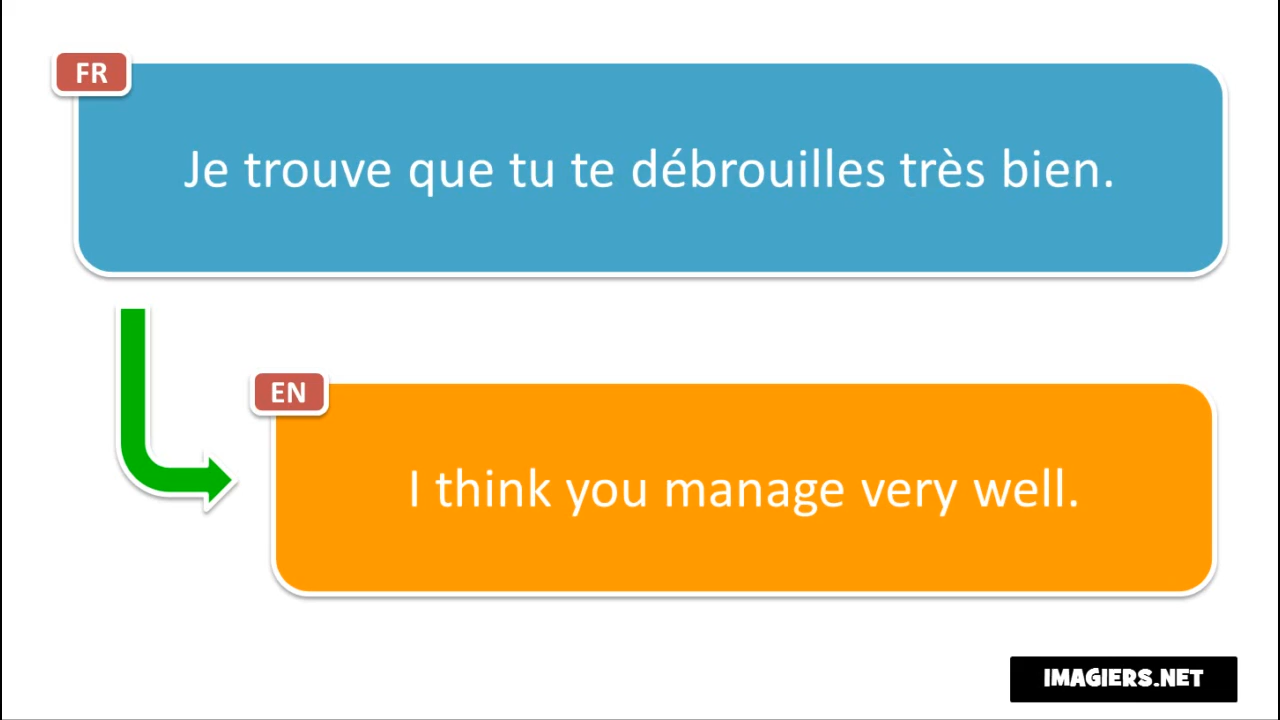 FR
Je trouve que tu te débrouilles très bien.
EN
I think you manage very well.
IMAGIERS.NET